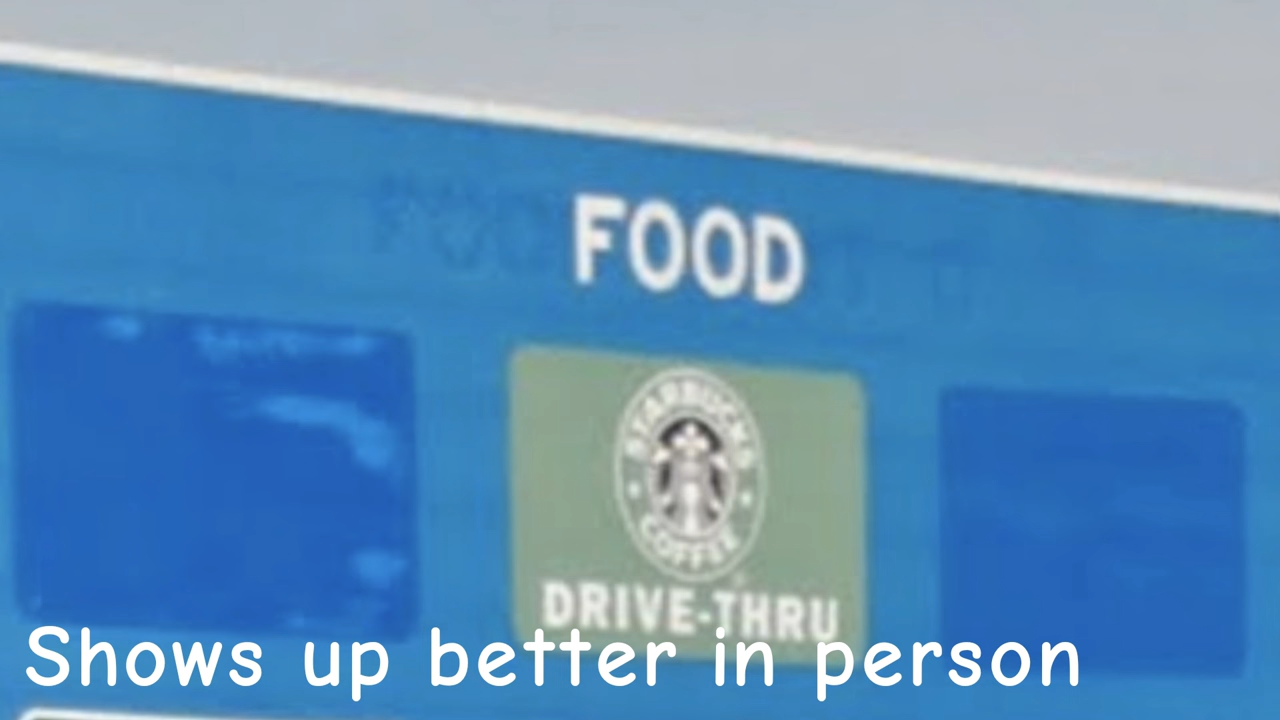 FOOD
STARBUCKS
COFFEE
DRIVE-THRU
Shows up better in person